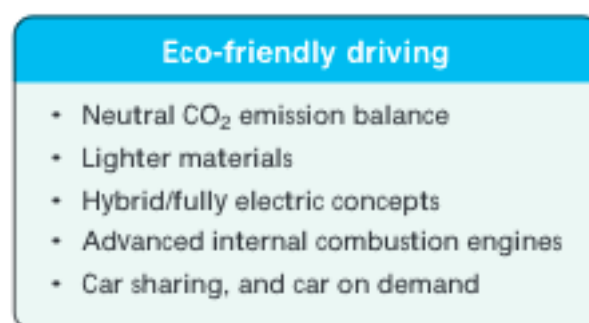 Eco-friendly driving
• Neutral CO₂ emission balance
• Lighter materials
• Hybrid/fully electric concepts
• Advanced internal combustion engines
• Car sharing, and car on demand